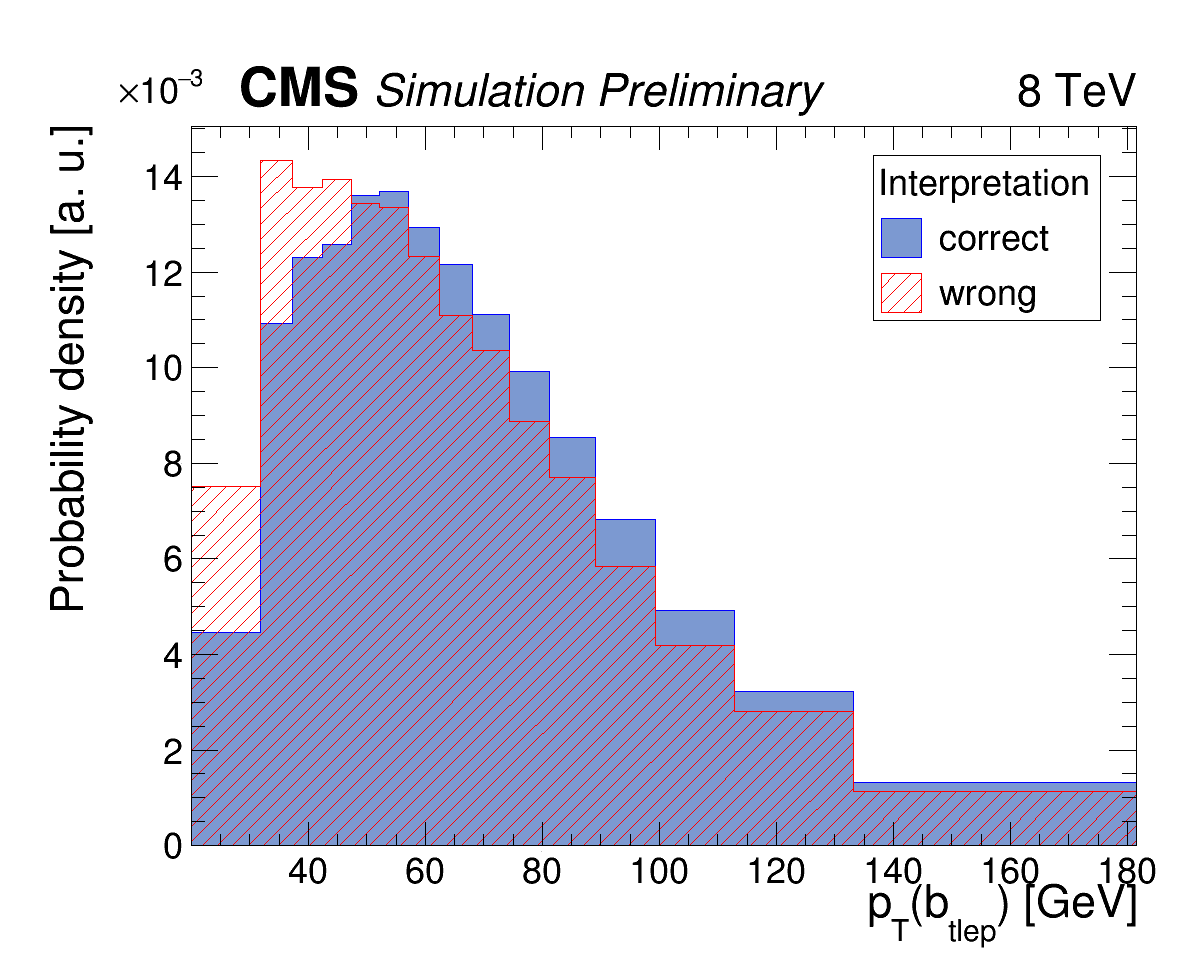 ×10⁻³ CMS Simulation Preliminary 8 TeV
Probability density [a. u.]
14
12
10
8
6
4
2
0
Interpretation
correct
wrong
40 60 80 100 120 140 160 180
p_T(b_tlep) [GeV]